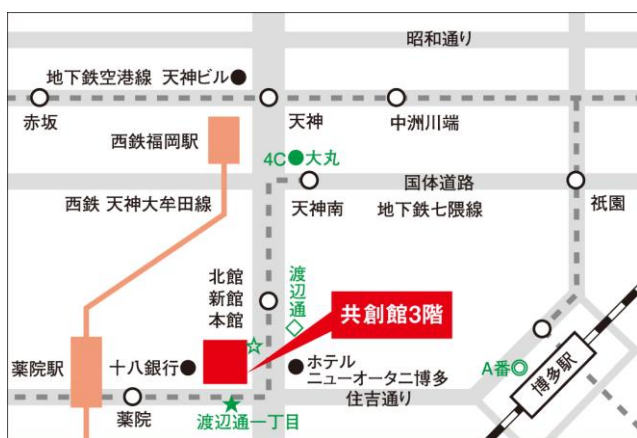 昭和通り
地下鉄空港線 天神ビル
赤坂
天神
中洲川端
西鉄福岡駅
4C
大丸
国体道路
西鉄 天神大牟田線
天神南
地下鉄七隈線
祇園
北館
新館
本館
渡辺通
共創館3階
薬院駅
十八銀行
ホテル
ニューオータニ博多
A番
博多駅
薬院
住吉通り
渡辺通一丁目